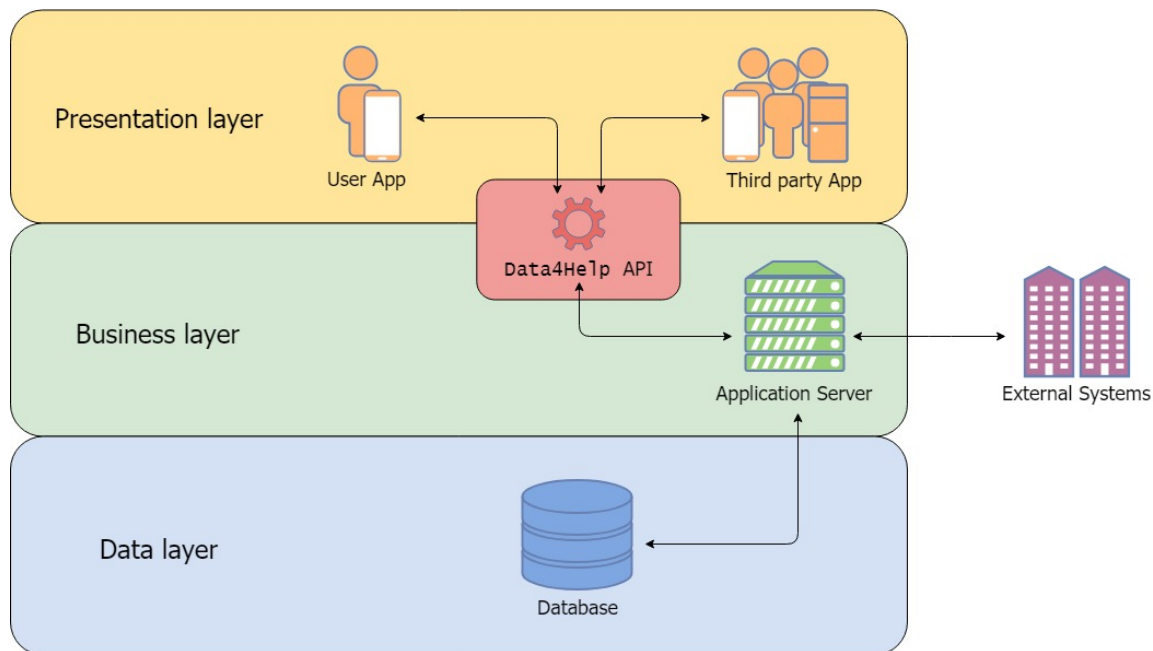 Presentation layer
User App
Third party App
Data4Help API
Business layer
Application Server
External Systems
Data layer
Database